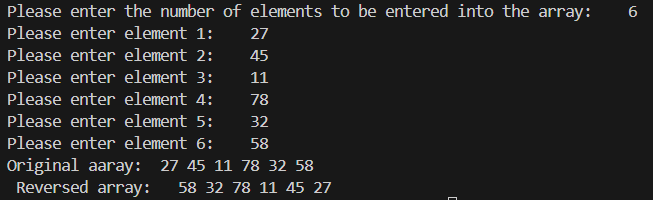 Please enter the number of elements to be entered into the array:    6
Please enter element 1:    27
Please enter element 2:    45
Please enter element 3:    11
Please enter element 4:    78
Please enter element 5:    32
Please enter element 6:    58
Original aaray:  27 45 11 78 32 58
 Reversed array:   58 32 78 11 45 27